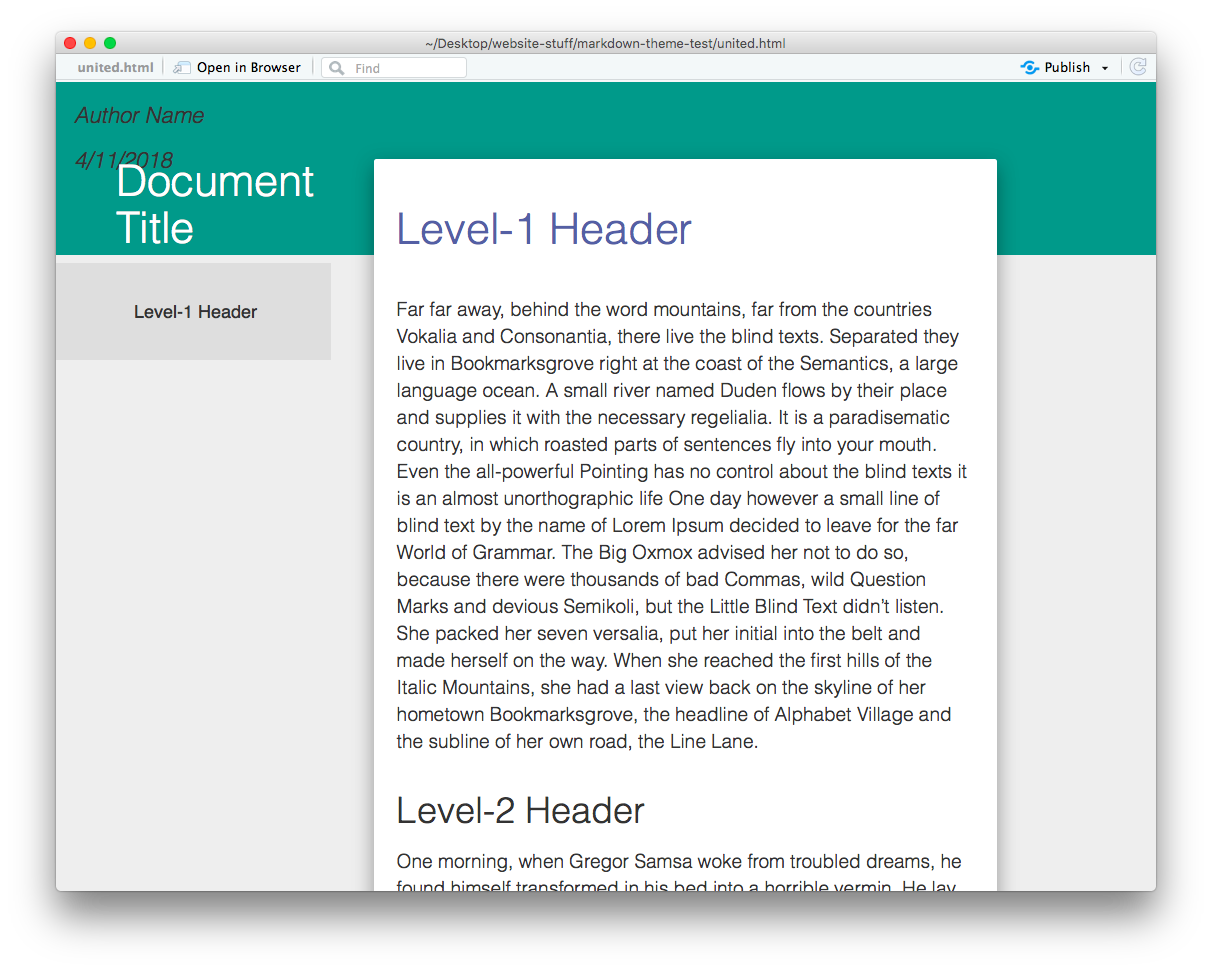 ~/Desktop/website-stuff/markdown-theme-test/united.html
united.html Open in Browser Find Publish
Author Name
4/11/2018
Document
Title
Level-1 Header
Level-1 Header
Far far away, behind the word mountains, far from the countries
Vokalia and Consonantia, there live the blind texts. Separated they
live in Bookmarksgrove right at the coast of the Semantics, a large
language ocean. A small river named Duden flows by their place
and supplies it with the necessary regelialia. It is a paradisematic
country, in which roasted parts of sentences fly into your mouth.
Even the all-powerful Pointing has no control about the blind texts it
is an almost unorthographic life One day however a small line of
blind text by the name of Lorem Ipsum decided to leave for the far
World of Grammar. The Big Oxmox advised her not to do so,
because there were thousands of bad Commas, wild Question
Marks and devious Semikoli, but the Little Blind Text didn’t listen.
She packed her seven versalia, put her initial into the belt and
made herself on the way. When she reached the first hills of the
Italic Mountains, she had a last view back on the skyline of her
hometown Bookmarksgrove, the headline of Alphabet Village and
the subline of her own road, the Line Lane.
Level-2 Header
One morning, when Gregor Samsa woke from troubled dreams, he
found himself transformed in his bed into a horrible vermin. He lay